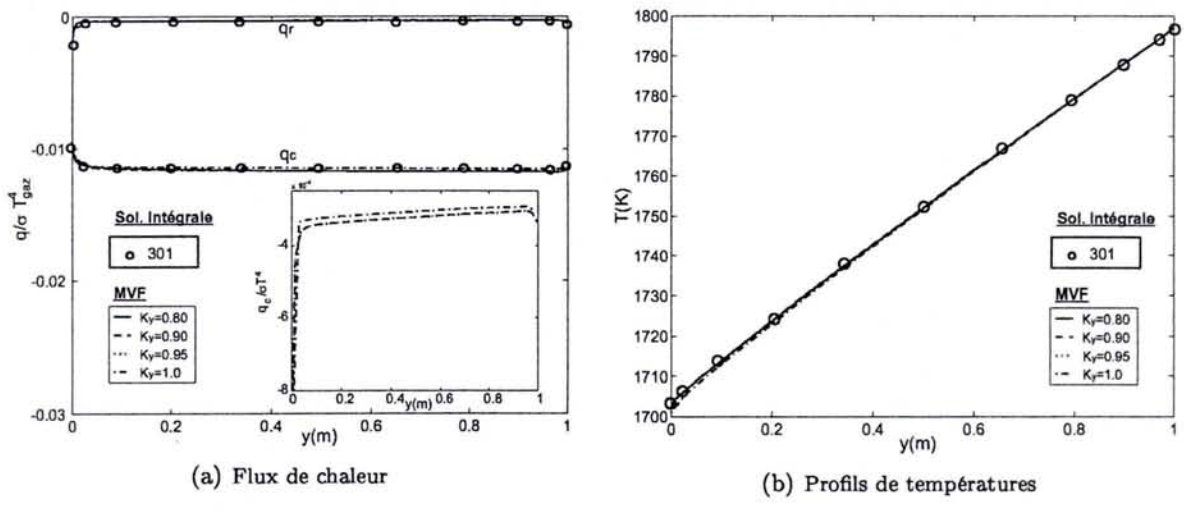 0
-0.01
-0.02
-0.03
q/σ T⁴gaz
qr
qc
Sol. Intégrale
301
MVF
Ky=0.80
Ky=0.90
Ky=0.95
Ky=1.0
-4
-6
-8
qc/σT⁴
0 0.2 0.4 0.6 0.8 1
y(m)
0 0.2 0.4 0.6 0.8 1
y(m)
(a) Flux de chaleur
1800
1790
1780
1770
1760
1750
1740
1730
1720
1710
1700
T(K)
Sol. Intégrale
301
MVF
Ky=0.80
Ky=0.90
Ky=0.95
Ky=1.0
0 0.2 0.4 0.6 0.8 1
y(m)
(b) Profils de températures